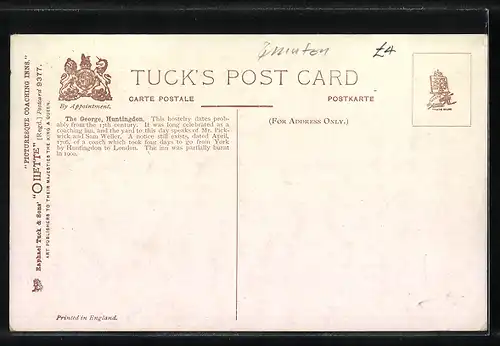 "PICTURESQUE COACHING INNS."
Raphael Tuck & Sons' "OILETTE" [Regd.] Postcard 9377.
ART PUBLISHERS TO THEIR MAJESTIES THE KING & QUEEN.
By Appointment.
£4
TUCK'S POST CARD
CARTE POSTALE
POSTKARTE
The George, Huntingdon. This hostelry dates prob-
ably from the 17th century. It was long celebrated as a
coaching inn, and the yard to this day speaks of Mr. Pick-
wick and Sam Weller. A notice still exists, dated April,
1706, of a coach which took four days to go from York
by Huntingdon to London. The inn was partially burnt
in
(FOR ADDRESS ONLY.)
Printed in England.